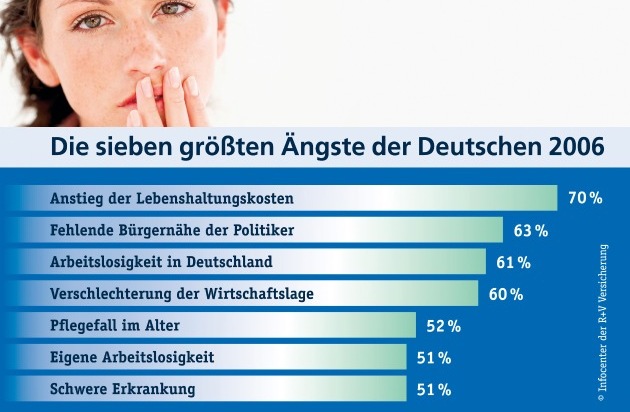 Die sieben größten Ängste der Deutschen 2006
Anstieg der Lebenshaltungskosten 70 %
Fehlende Bürgernähe der Politiker 63 %
Arbeitslosigkeit in Deutschland 61 %
Verschlechterung der Wirtschaftslage 60 %
Pflegefall im Alter 52 %
Eigene Arbeitslosigkeit 51 %
Schwere Erkrankung 51 %
© Infocenter der R+V Versicherung